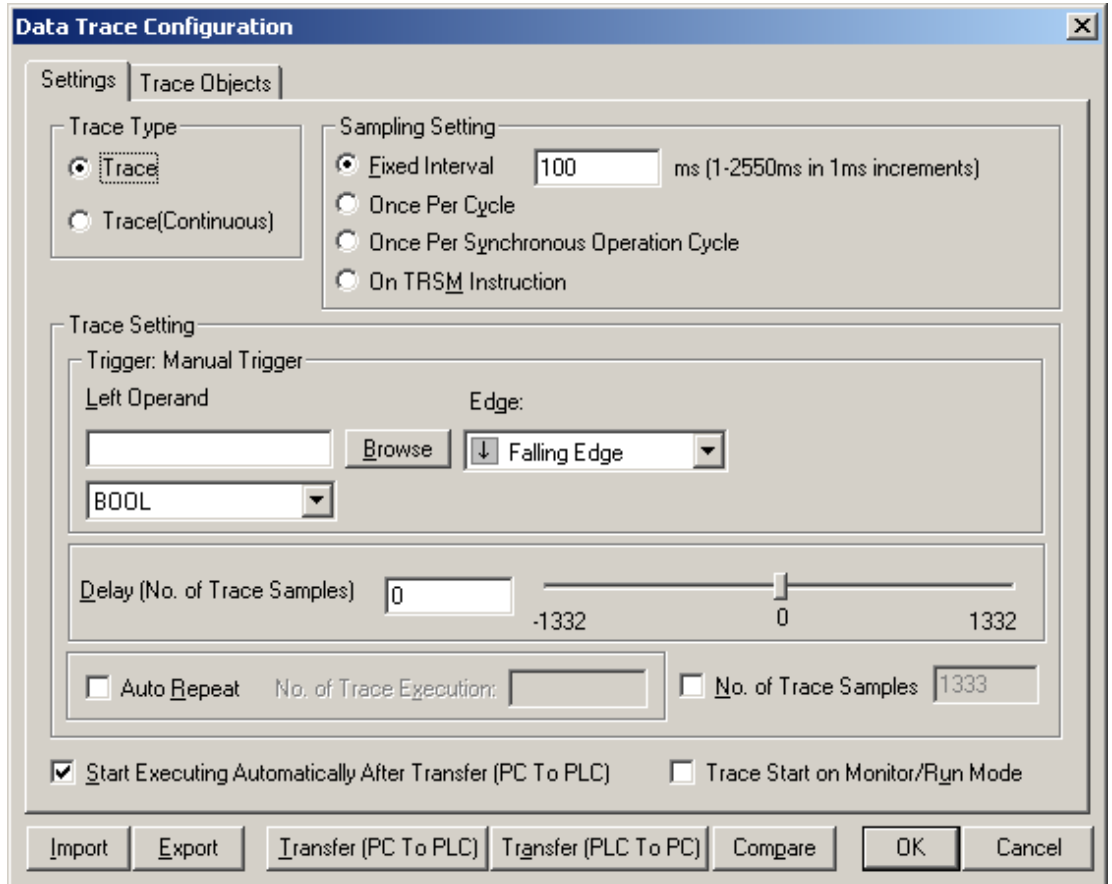 Data Trace Configuration
Settings
Trace Objects
Trace Type
Trace
Trace(Continuous)
Sampling Setting
Fixed Interval
100
ms (1-2550ms in 1ms increments)
Once Per Cycle
Once Per Synchronous Operation Cycle
On TRSM Instruction
Trace Setting
Trigger: Manual Trigger
Left Operand
Edge:
Browse
Falling Edge
BOOL
Delay (No. of Trace Samples)
0
-1332
0
1332
Auto Repeat
No. of Trace Execution:
No. of Trace Samples
1333
Start Executing Automatically After Transfer (PC To PLC)
Trace Start on Monitor/Run Mode
Import
Export
Transfer (PC To PLC)
Transfer (PLC To PC)
Compare
OK
Cancel